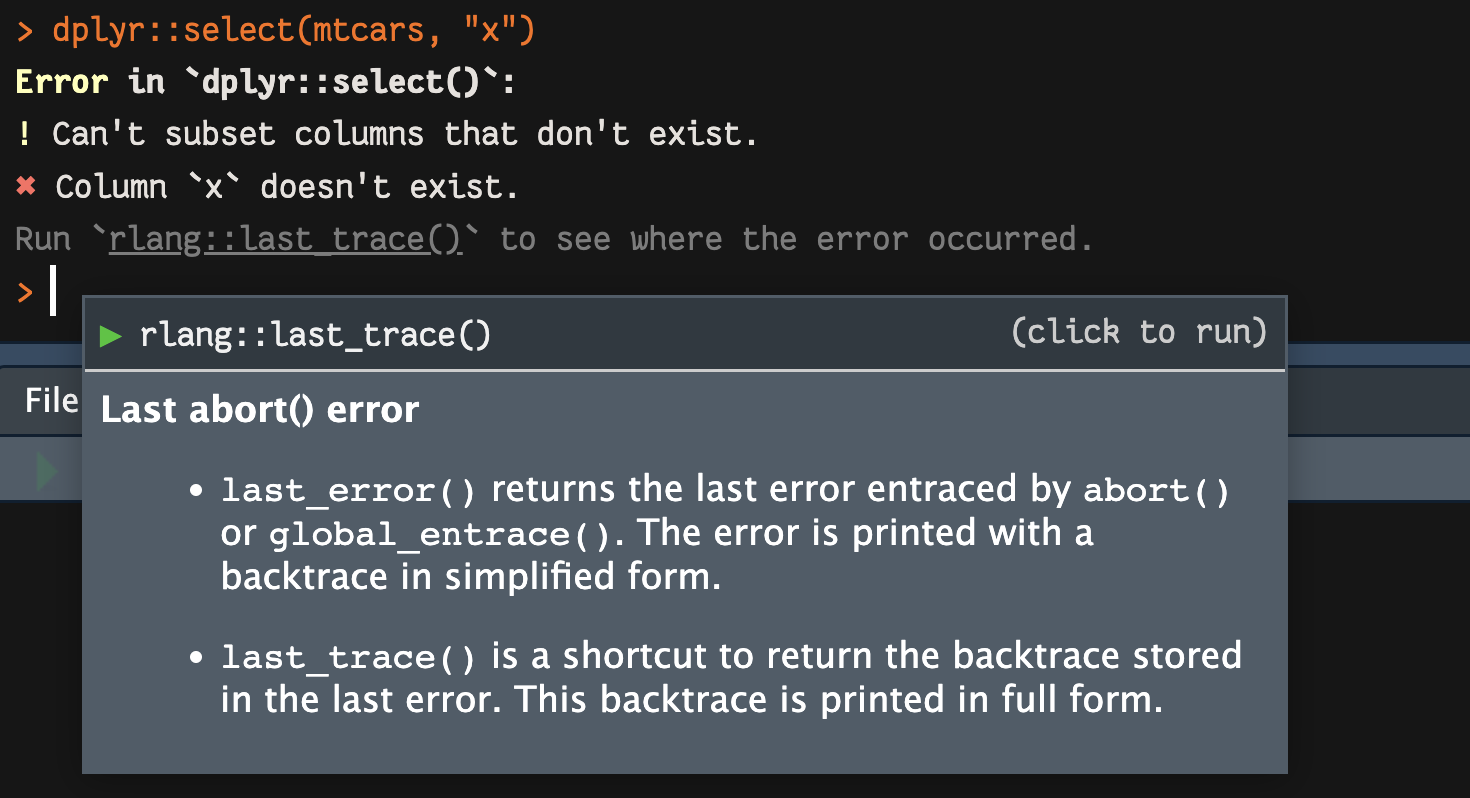 > dplyr::select(mtcars, "x")
Error in `dplyr::select()`:
! Can't subset columns that don't exist.
✖ Column `x` doesn't exist.
Run `rlang::last_trace()` to see where the error occurred.
>
▶ rlang::last_trace() (click to run)
File
Last abort() error
• last_error() returns the last error entraced by abort()
or global_entrace(). The error is printed with a
backtrace in simplified form.
• last_trace() is a shortcut to return the backtrace stored
in the last error. This backtrace is printed in full form.